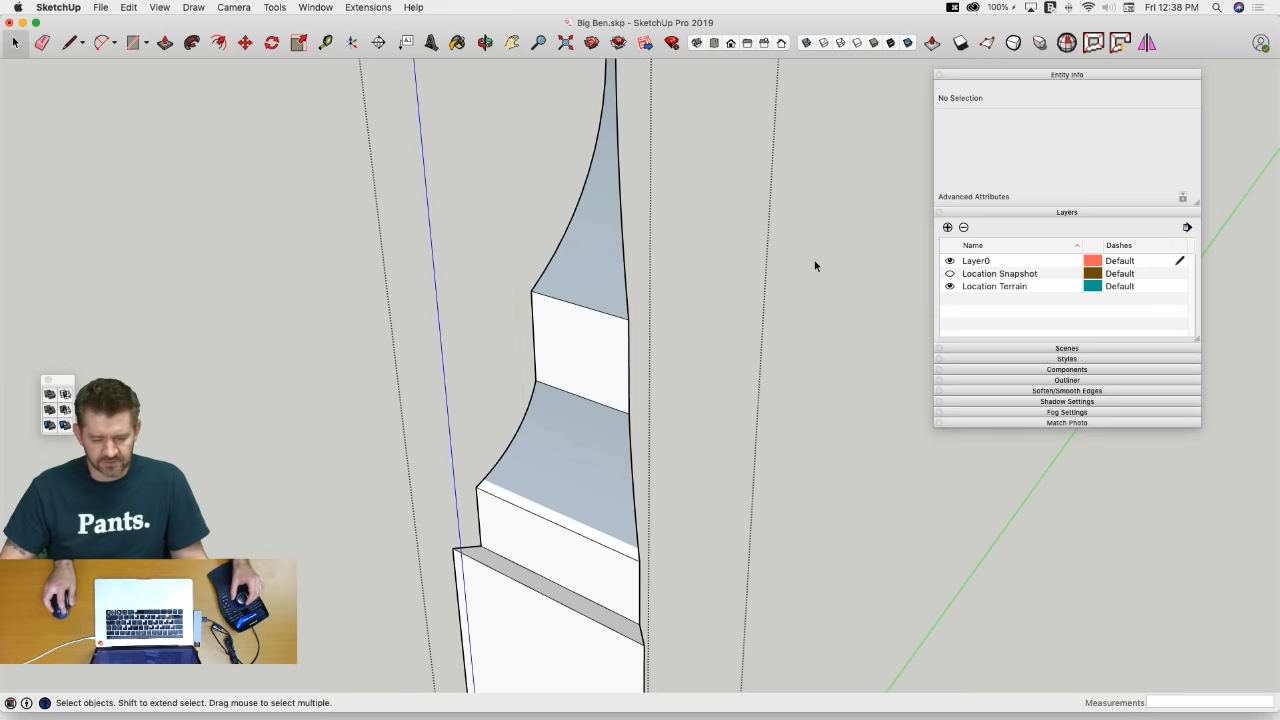 SketchUp File Edit View Draw Camera Tools Window Extensions Help 100% Fri 12:38 PM
Big Ben.skp - SketchUp Pro 2019
Entity Info
No Selection
Advanced Attributes
Layers
Name Dashes
Layer0 Default
Location Snapshot Default
Location Terrain Default
Scenes
Styles
Components
Outliner
Soften/Smooth Edges
Shadow Settings
Fog Settings
Match Photo
Pants.
Select objects. Shift to extend select. Drag mouse to select multiple. Measurements